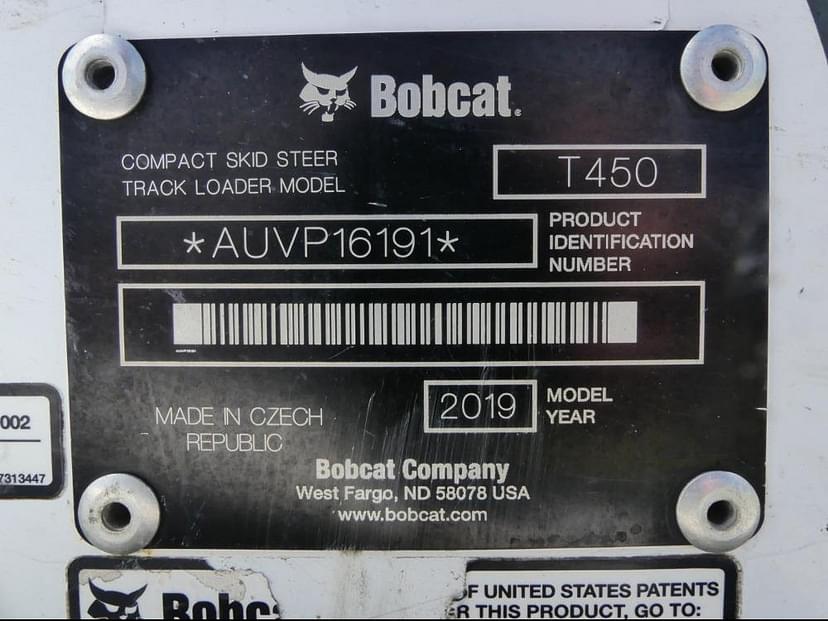 Bobcat®
COMPACT SKID STEER
TRACK LOADER MODEL
T450
*AUVP16191*
PRODUCT
IDENTIFICATION
NUMBER
MADE IN CZECH
REPUBLIC
2019
MODEL
YEAR
Bobcat Company
West Fargo, ND 58078 USA
www.bobcat.com
002
7313447
Bobc
OF UNITED STATES PATENTS
R THIS PRODUCT, GO TO: